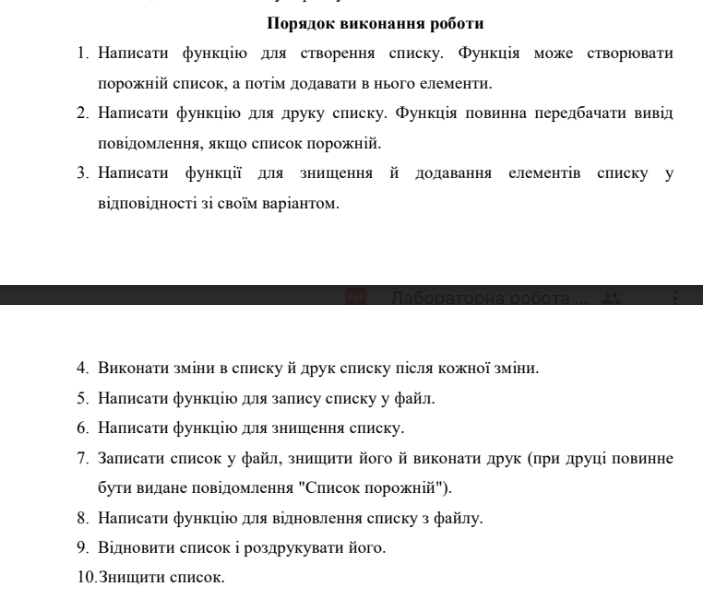 Порядок виконання роботи
1. Написати функцію для створення списку. Функція може створювати
порожній список, а потім додавати в нього елементи.
2. Написати функцію для друку списку. Функція повинна передбачати вивід
повідомлення, якщо список порожній.
3. Написати функції для знищення й додавання елементів списку у
відповідності зі своїм варіантом.
Лабораторна робота ...
4. Виконати зміни в списку й друк списку після кожної зміни.
5. Написати функцію для запису списку у файл.
6. Написати функцію для знищення списку.
7. Записати список у файл, знищити його й виконати друк (при друці повинне
бути видане повідомлення "Список порожній").
8. Написати функцію для відновлення списку з файлу.
9. Відновити список і роздрукувати його.
10.Знищити список.